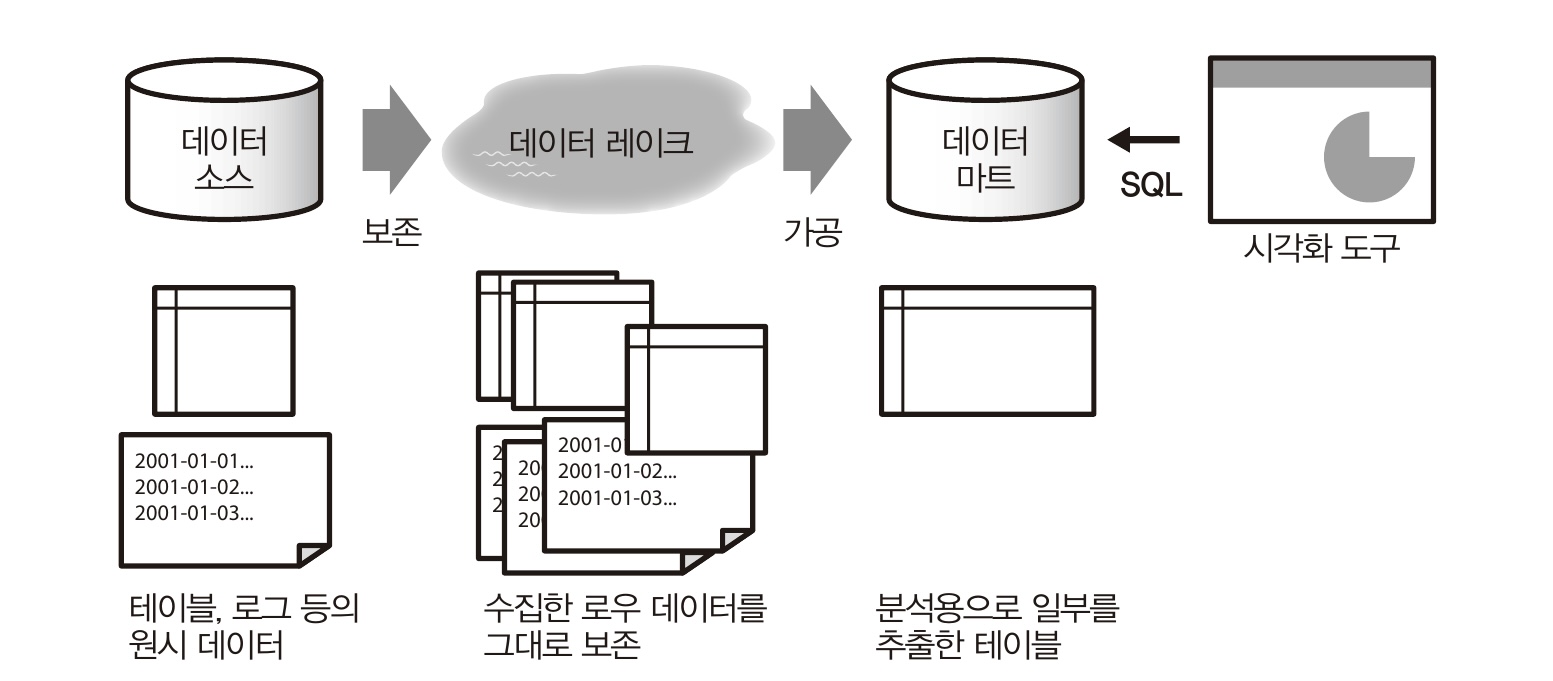 데이터
소스
보존
데이터 레이크
가공
데이터
마트
SQL
시각화 도구
2001-01-01...
2001-01-02...
2001-01-03...
2
2
2
20
20
20
2001-0
2001-01-02...
2001-01-03...
테이블, 로그 등의
원시 데이터
수집한 로우 데이터를
그대로 보존
분석용으로 일부를
추출한 테이블